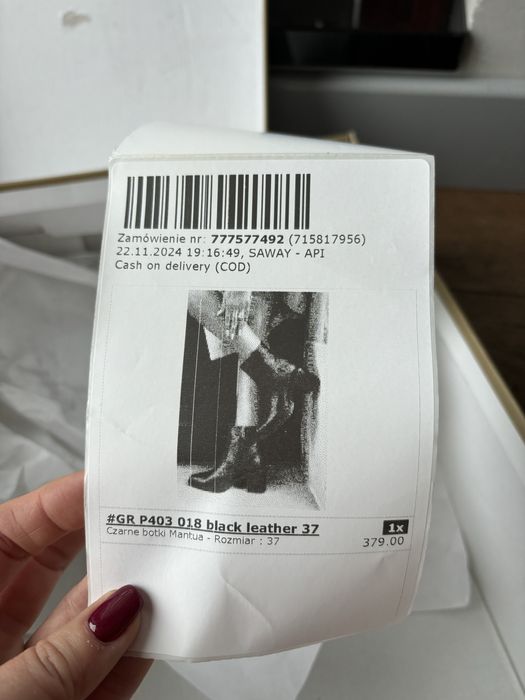 Zamówienie nr: 777577492 (715817956)
22.11.2024 19:16:49, SAWAY - API
Cash on delivery (COD)
#GR P403 018 black leather 37
1x
Czarne botki Mantua - Rozmiar : 37
379.00